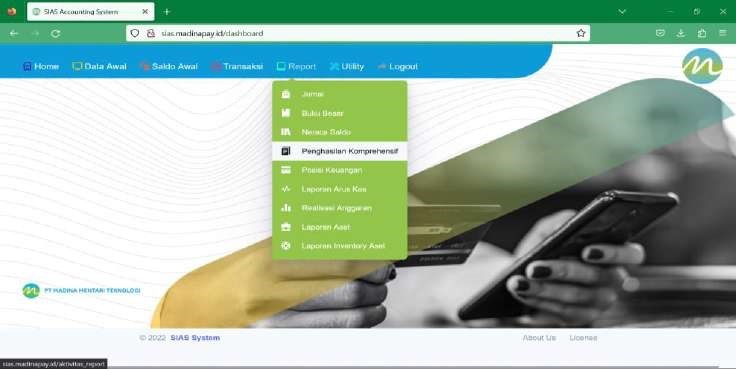 SIAS Accounting System
sias.madinapay.id/dashboard
Home Data Awal Saldo Awal Transaksi Report Utility Logout
Jurnal
Buku Besar
Neraca Saldo
Penghasilan Komprehensif
Posisi Keuangan
Laporan Arus Kas
Realisasi Anggaran
Laporan Aset
Laporan Inventory Aset
PT MADINA MENTARI TEKNOLOGI
© 2022 SIAS System
About Us License
sias.madinapay.id/aktivitas_report